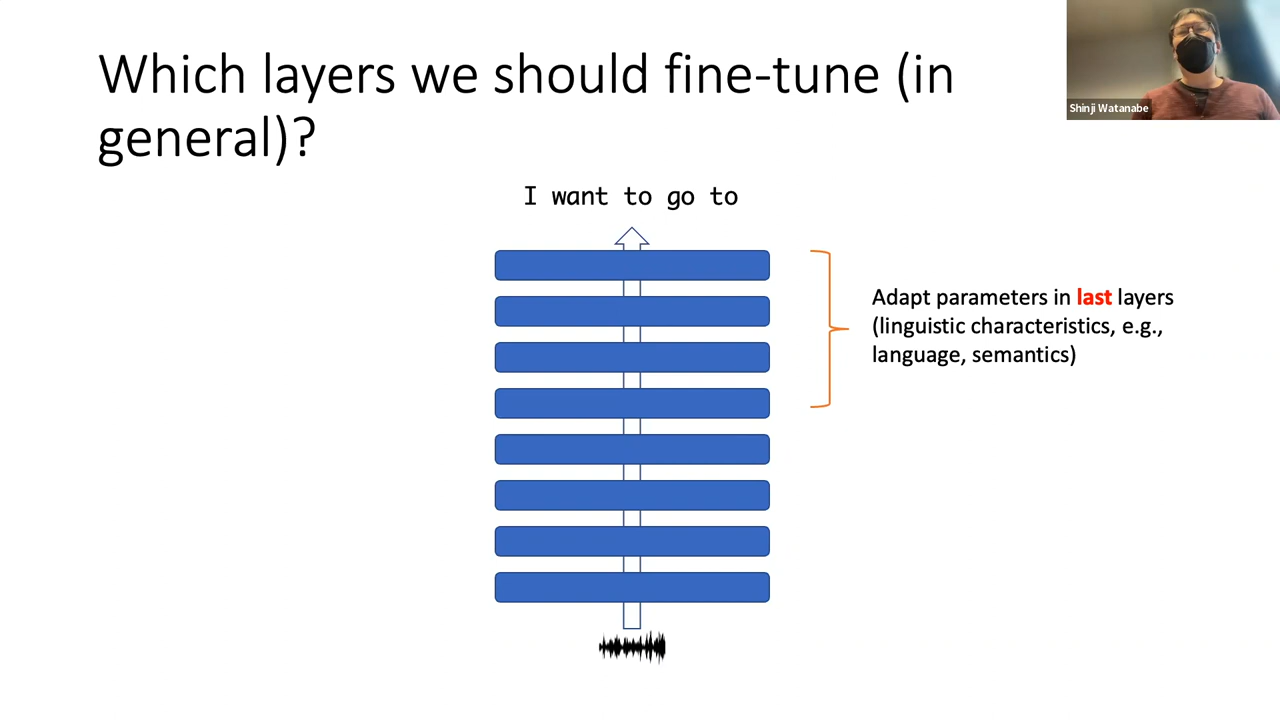 Which layers we should fine-tune (in
general)?
Shinji Watanabe
I want to go to
Adapt parameters in last layers
(linguistic characteristics, e.g.,
language, semantics)